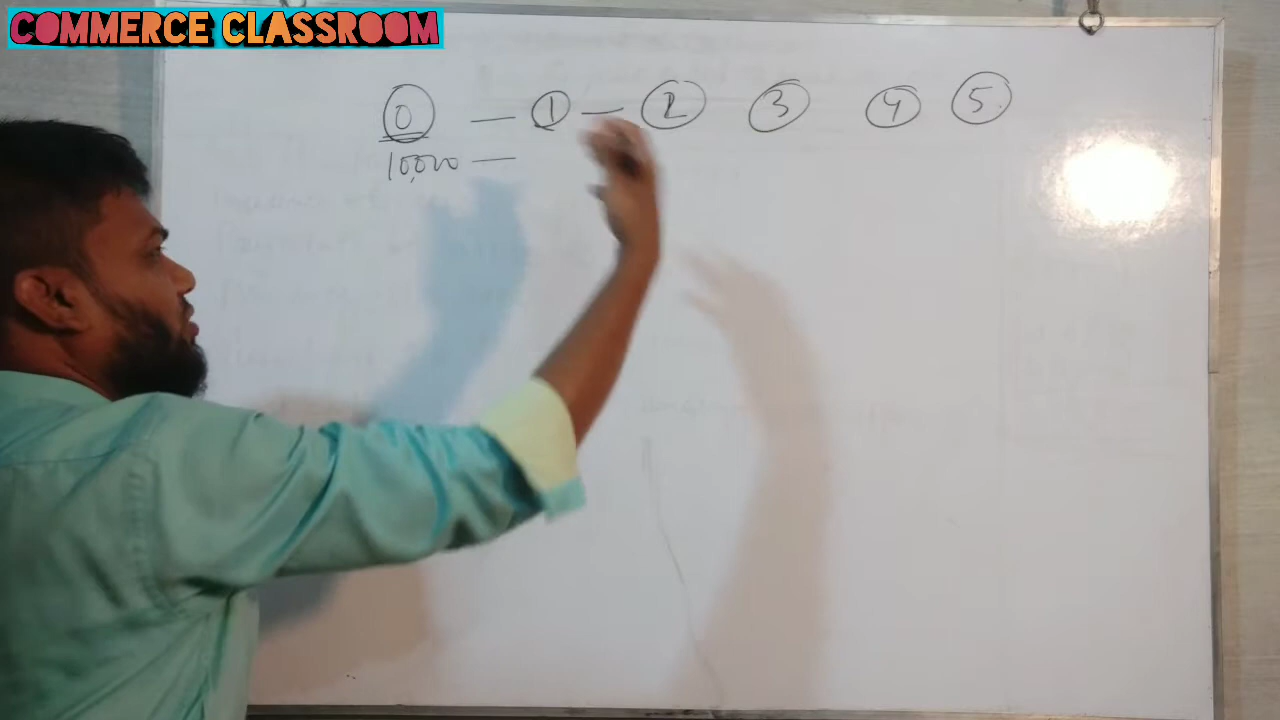 COMMERCE CLASSROOM
0 — 1 — 2 3 4 5
10,000 —